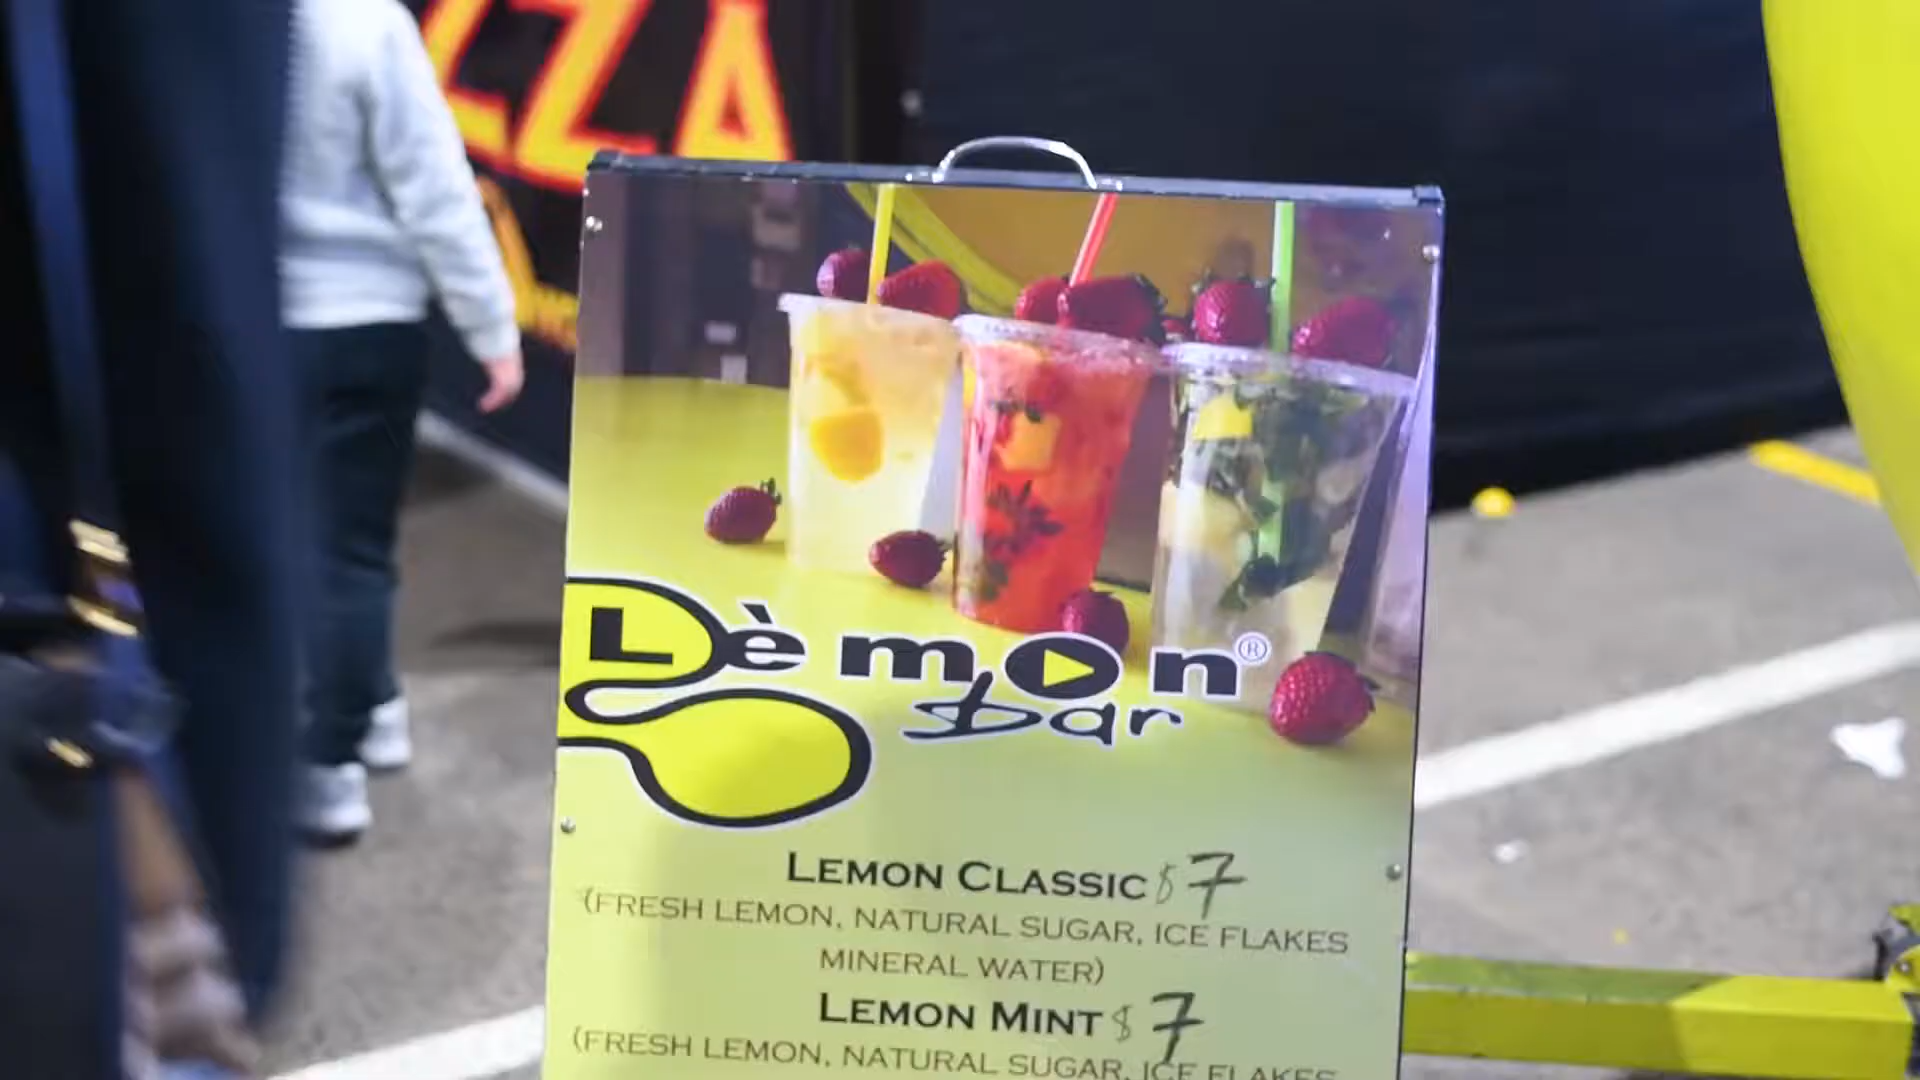 ZZA
Lèmon®
bar
LEMON CLASSIC $7
(FRESH LEMON, NATURAL SUGAR, ICE FLAKES
MINERAL WATER)
LEMON MINT $7
(FRESH LEMON, NATURAL SUGAR, ICE FLAKES